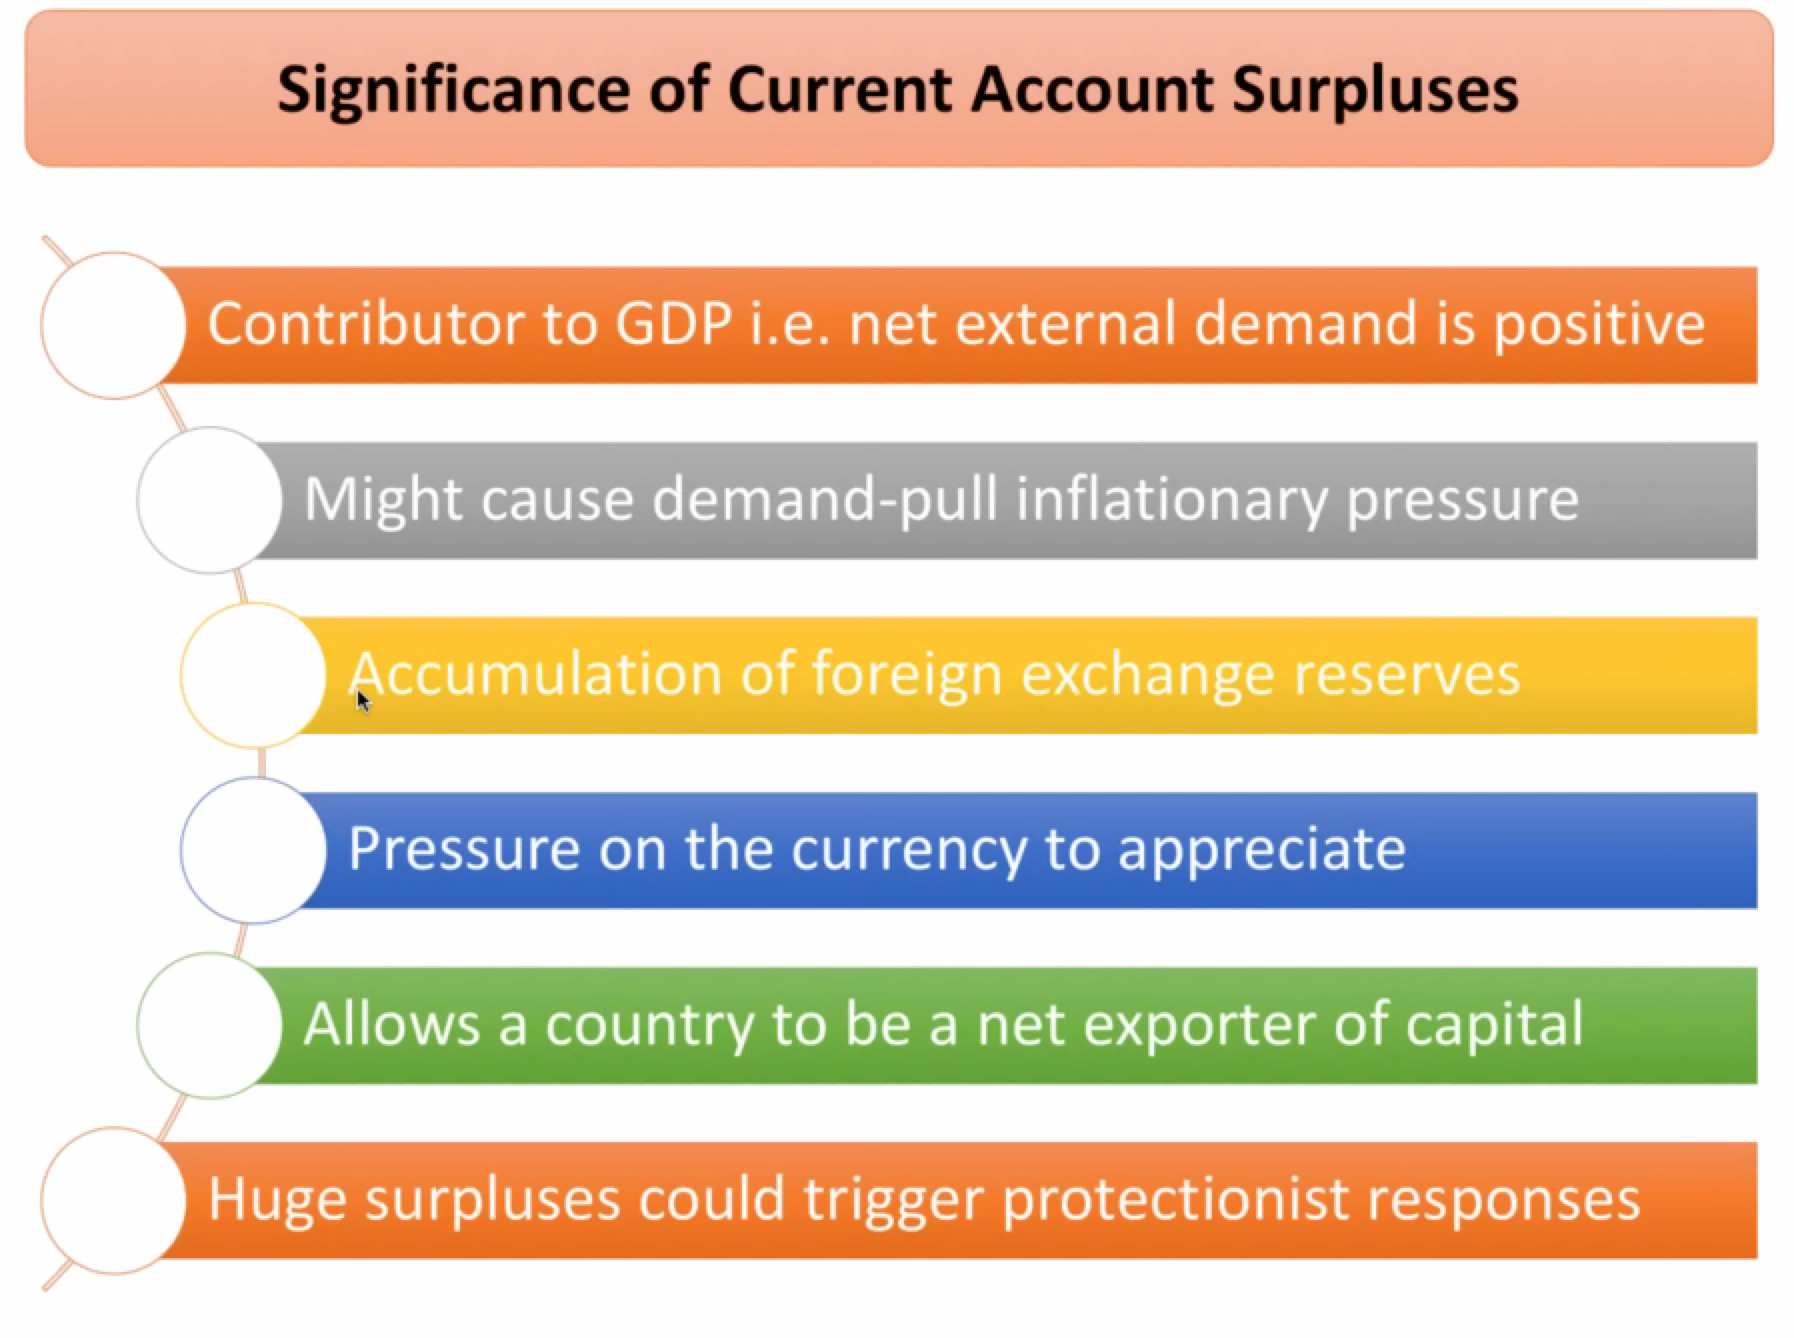 Significance of Current Account Surpluses
Contributor to GDP i.e. net external demand is positive
Might cause demand-pull inflationary pressure
Accumulation of foreign exchange reserves
Pressure on the currency to appreciate
Allows a country to be a net exporter of capital
Huge surpluses could trigger protectionist responses